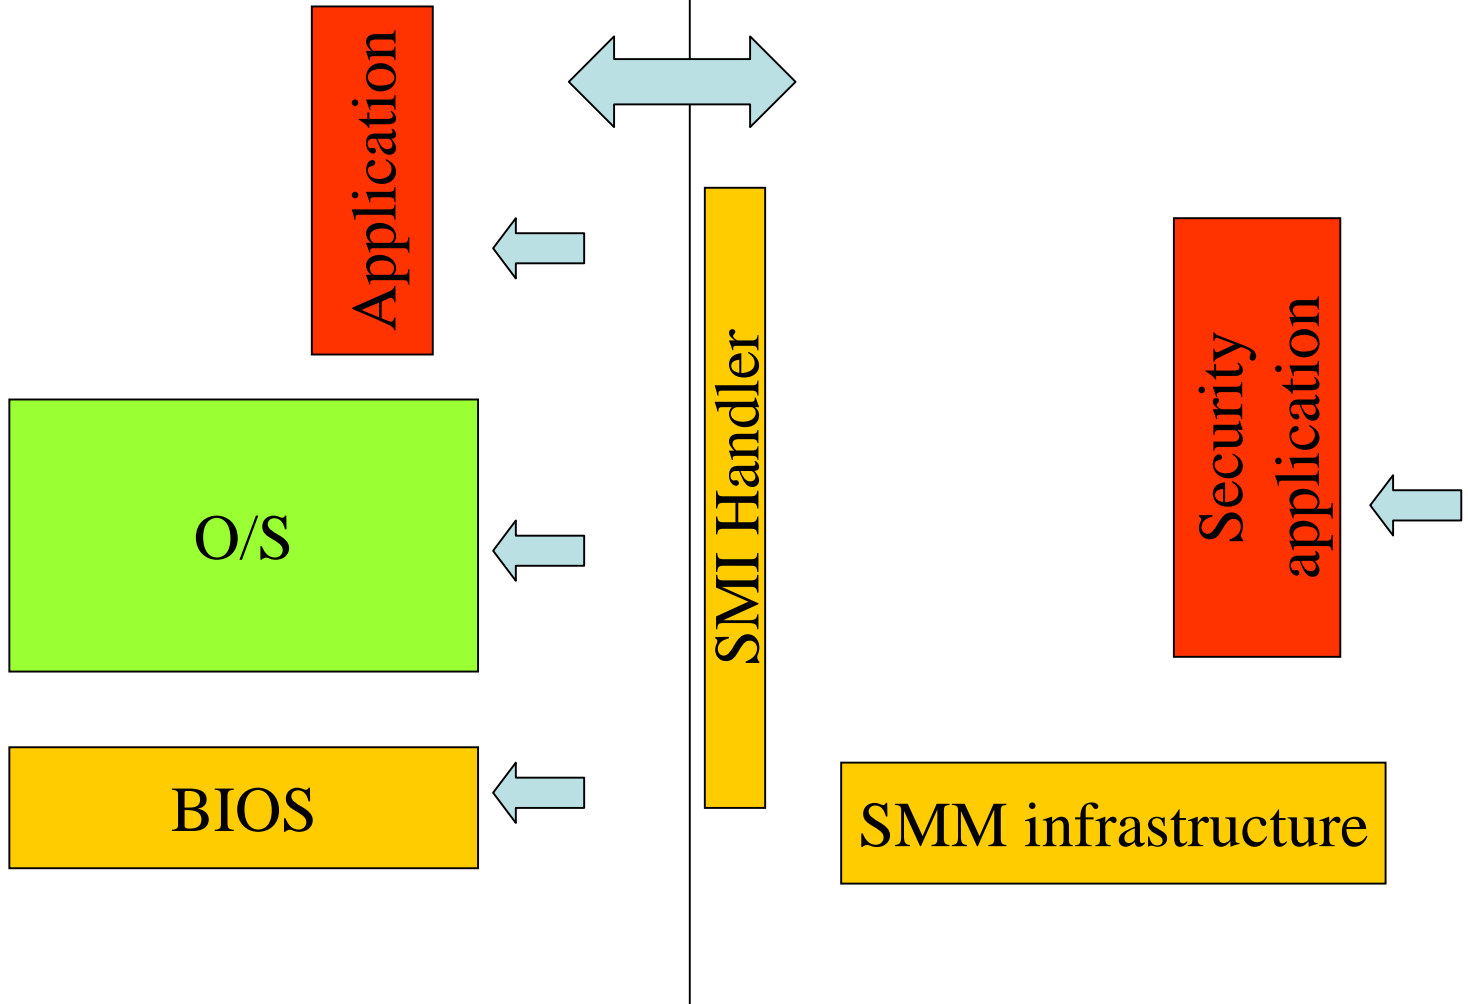 Application
O/S
BIOS
SMI Handler
Security
application
SMM infrastructure